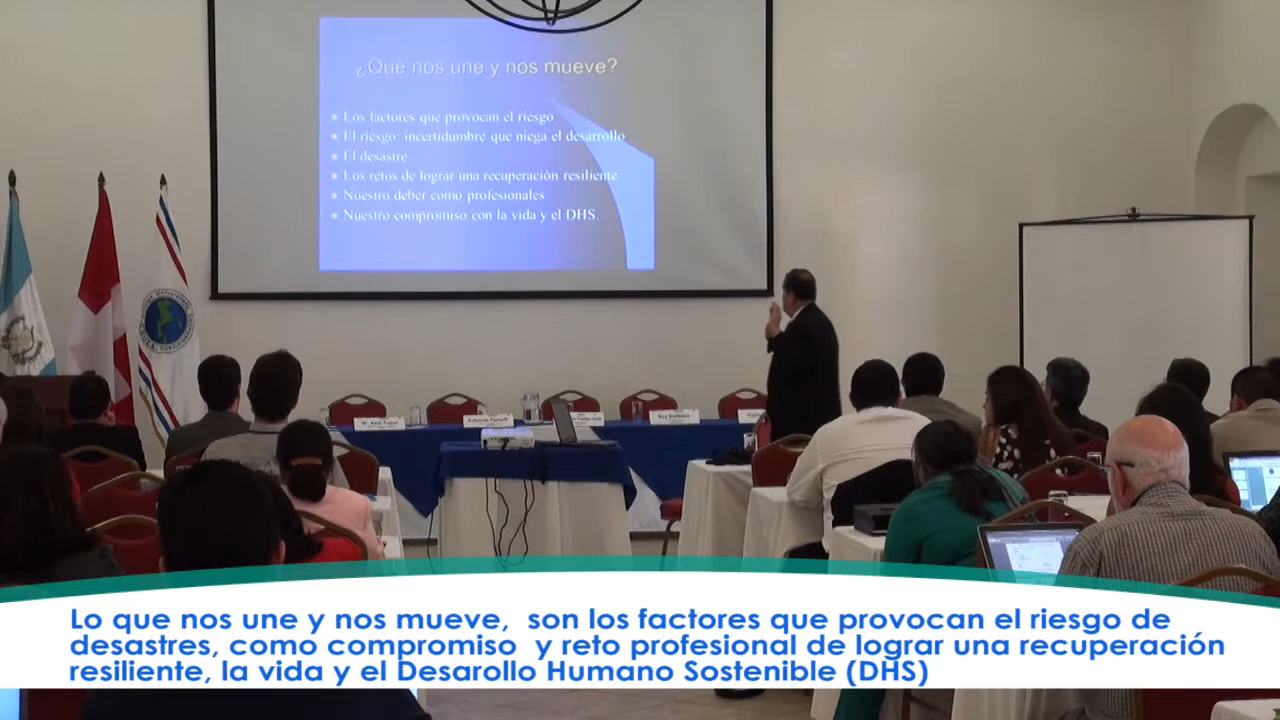 ¿Que nos une y nos mueve?
Los factores que provocan el riesgo
El riesgo: incertidumbre que niega el desarrollo
El desastre
Los retos de lograr una recuperación resiliente.
Nuestro deber como profesionales
Nuestro compromiso con la vida y el DHS.
Lo que nos une y nos mueve, son los factores que provocan el riesgo de
desastres, como compromiso y reto profesional de lograr una recuperación
resiliente, la vida y el Desarollo Humano Sostenible (DHS)